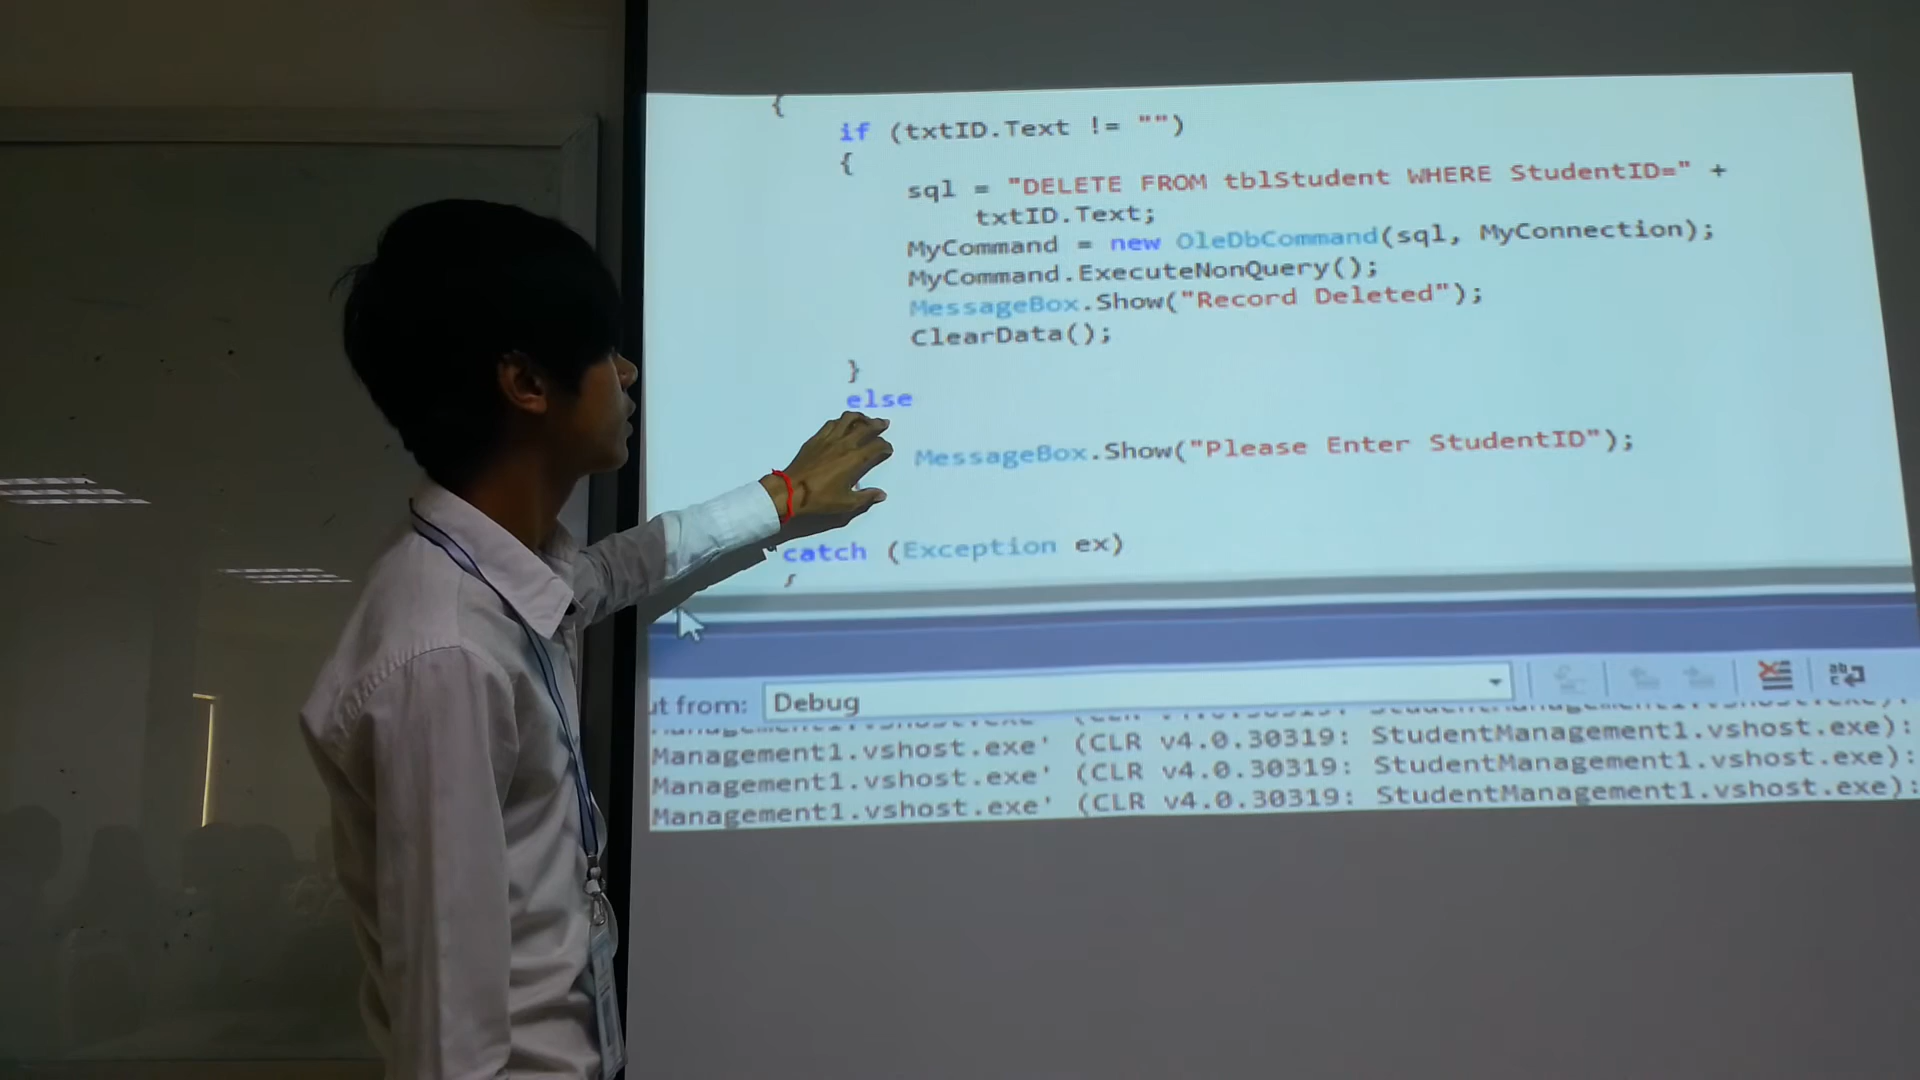 {
if (txtID.Text != "")
{
sql = "DELETE FROM tblStudent WHERE StudentID=" +
txtID.Text;
MyCommand = new OleDbCommand(sql, MyConnection);
MyCommand.ExecuteNonQuery();
MessageBox.Show("Record Deleted");
ClearData();
}
else
MessageBox.Show("Please Enter StudentID");
catch (Exception ex)
{
ut from: Debug
Management1.vshost.exe' (CLR v4.0.30319: StudentManagement1.vshost.exe):
Management1.vshost.exe' (CLR v4.0.30319: StudentManagement1.vshost.exe):
Management1.vshost.exe' (CLR v4.0.30319: StudentManagement1.vshost.exe):